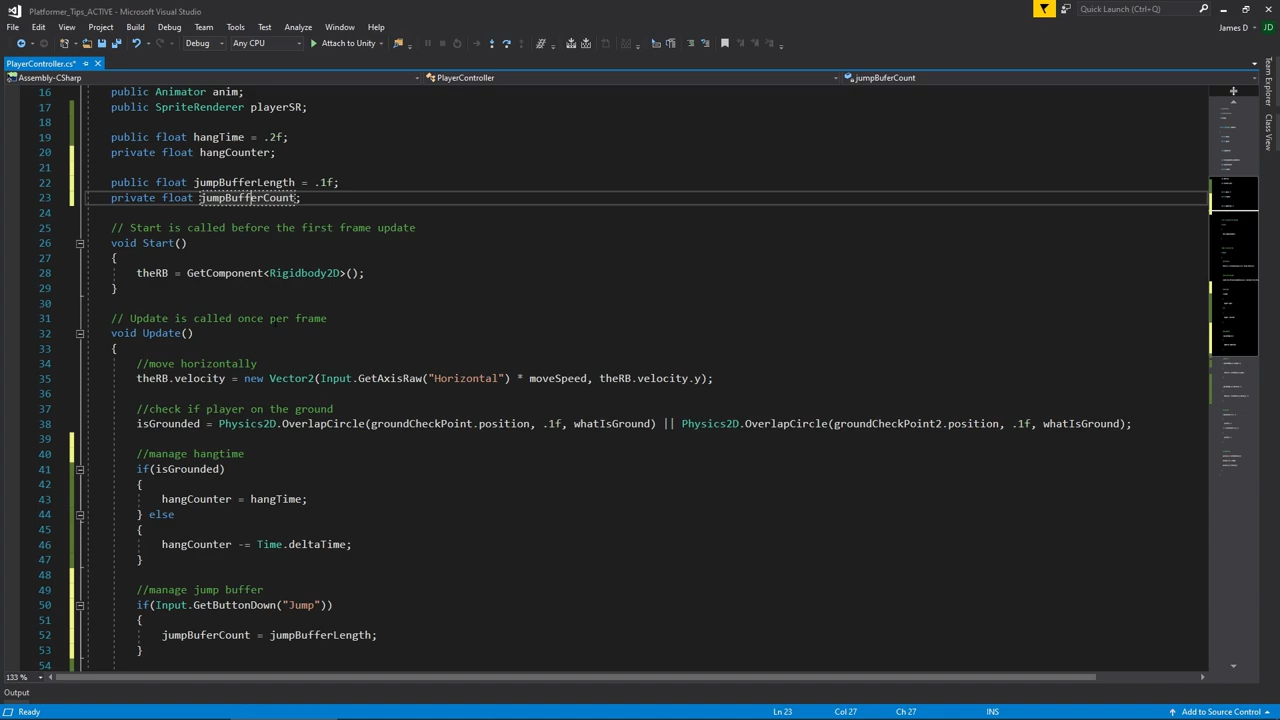 Platformer_Tips_ACTIVE - Microsoft Visual Studio
Quick Launch (Ctrl+Q)
File Edit View Project Build Debug Team Tools Test Analyze Window Help
James D JD
Debug Any CPU Attach to Unity
PlayerController.cs*
Assembly-CSharp PlayerController jumpBuferCount
Team Explorer
Class View
16 public Animator anim;
17 public SpriteRenderer playerSR;
18
19 public float hangTime = .2f;
20 private float hangCounter;
21
22 public float jumpBufferLength = .1f;
23 private float jumpBufferCount;
24
25 // Start is called before the first frame update
26 void Start()
27 {
28 theRB = GetComponent<Rigidbody2D>();
29 }
30
31 // Update is called once per frame
32 void Update()
33 {
34 //move horizontally
35 theRB.velocity = new Vector2(Input.GetAxisRaw("Horizontal") * moveSpeed, theRB.velocity.y);
36
37 //check if player on the ground
38 isGrounded = Physics2D.OverlapCircle(groundCheckPoint.position, .1f, whatIsGround) || Physics2D.OverlapCircle(groundCheckPoint2.position, .1f, whatIsGround);
39
40 //manage hangtime
41 if(isGrounded)
42 {
43 hangCounter = hangTime;
44 } else
45 {
46 hangCounter -= Time.deltaTime;
47 }
48
49 //manage jump buffer
50 if(Input.GetButtonDown("Jump"))
51 {
52 jumpBuferCount = jumpBufferLength;
53 }
54
133 %
Output
Ready Ln 23 Col 27 Ch 27 INS Add to Source Control